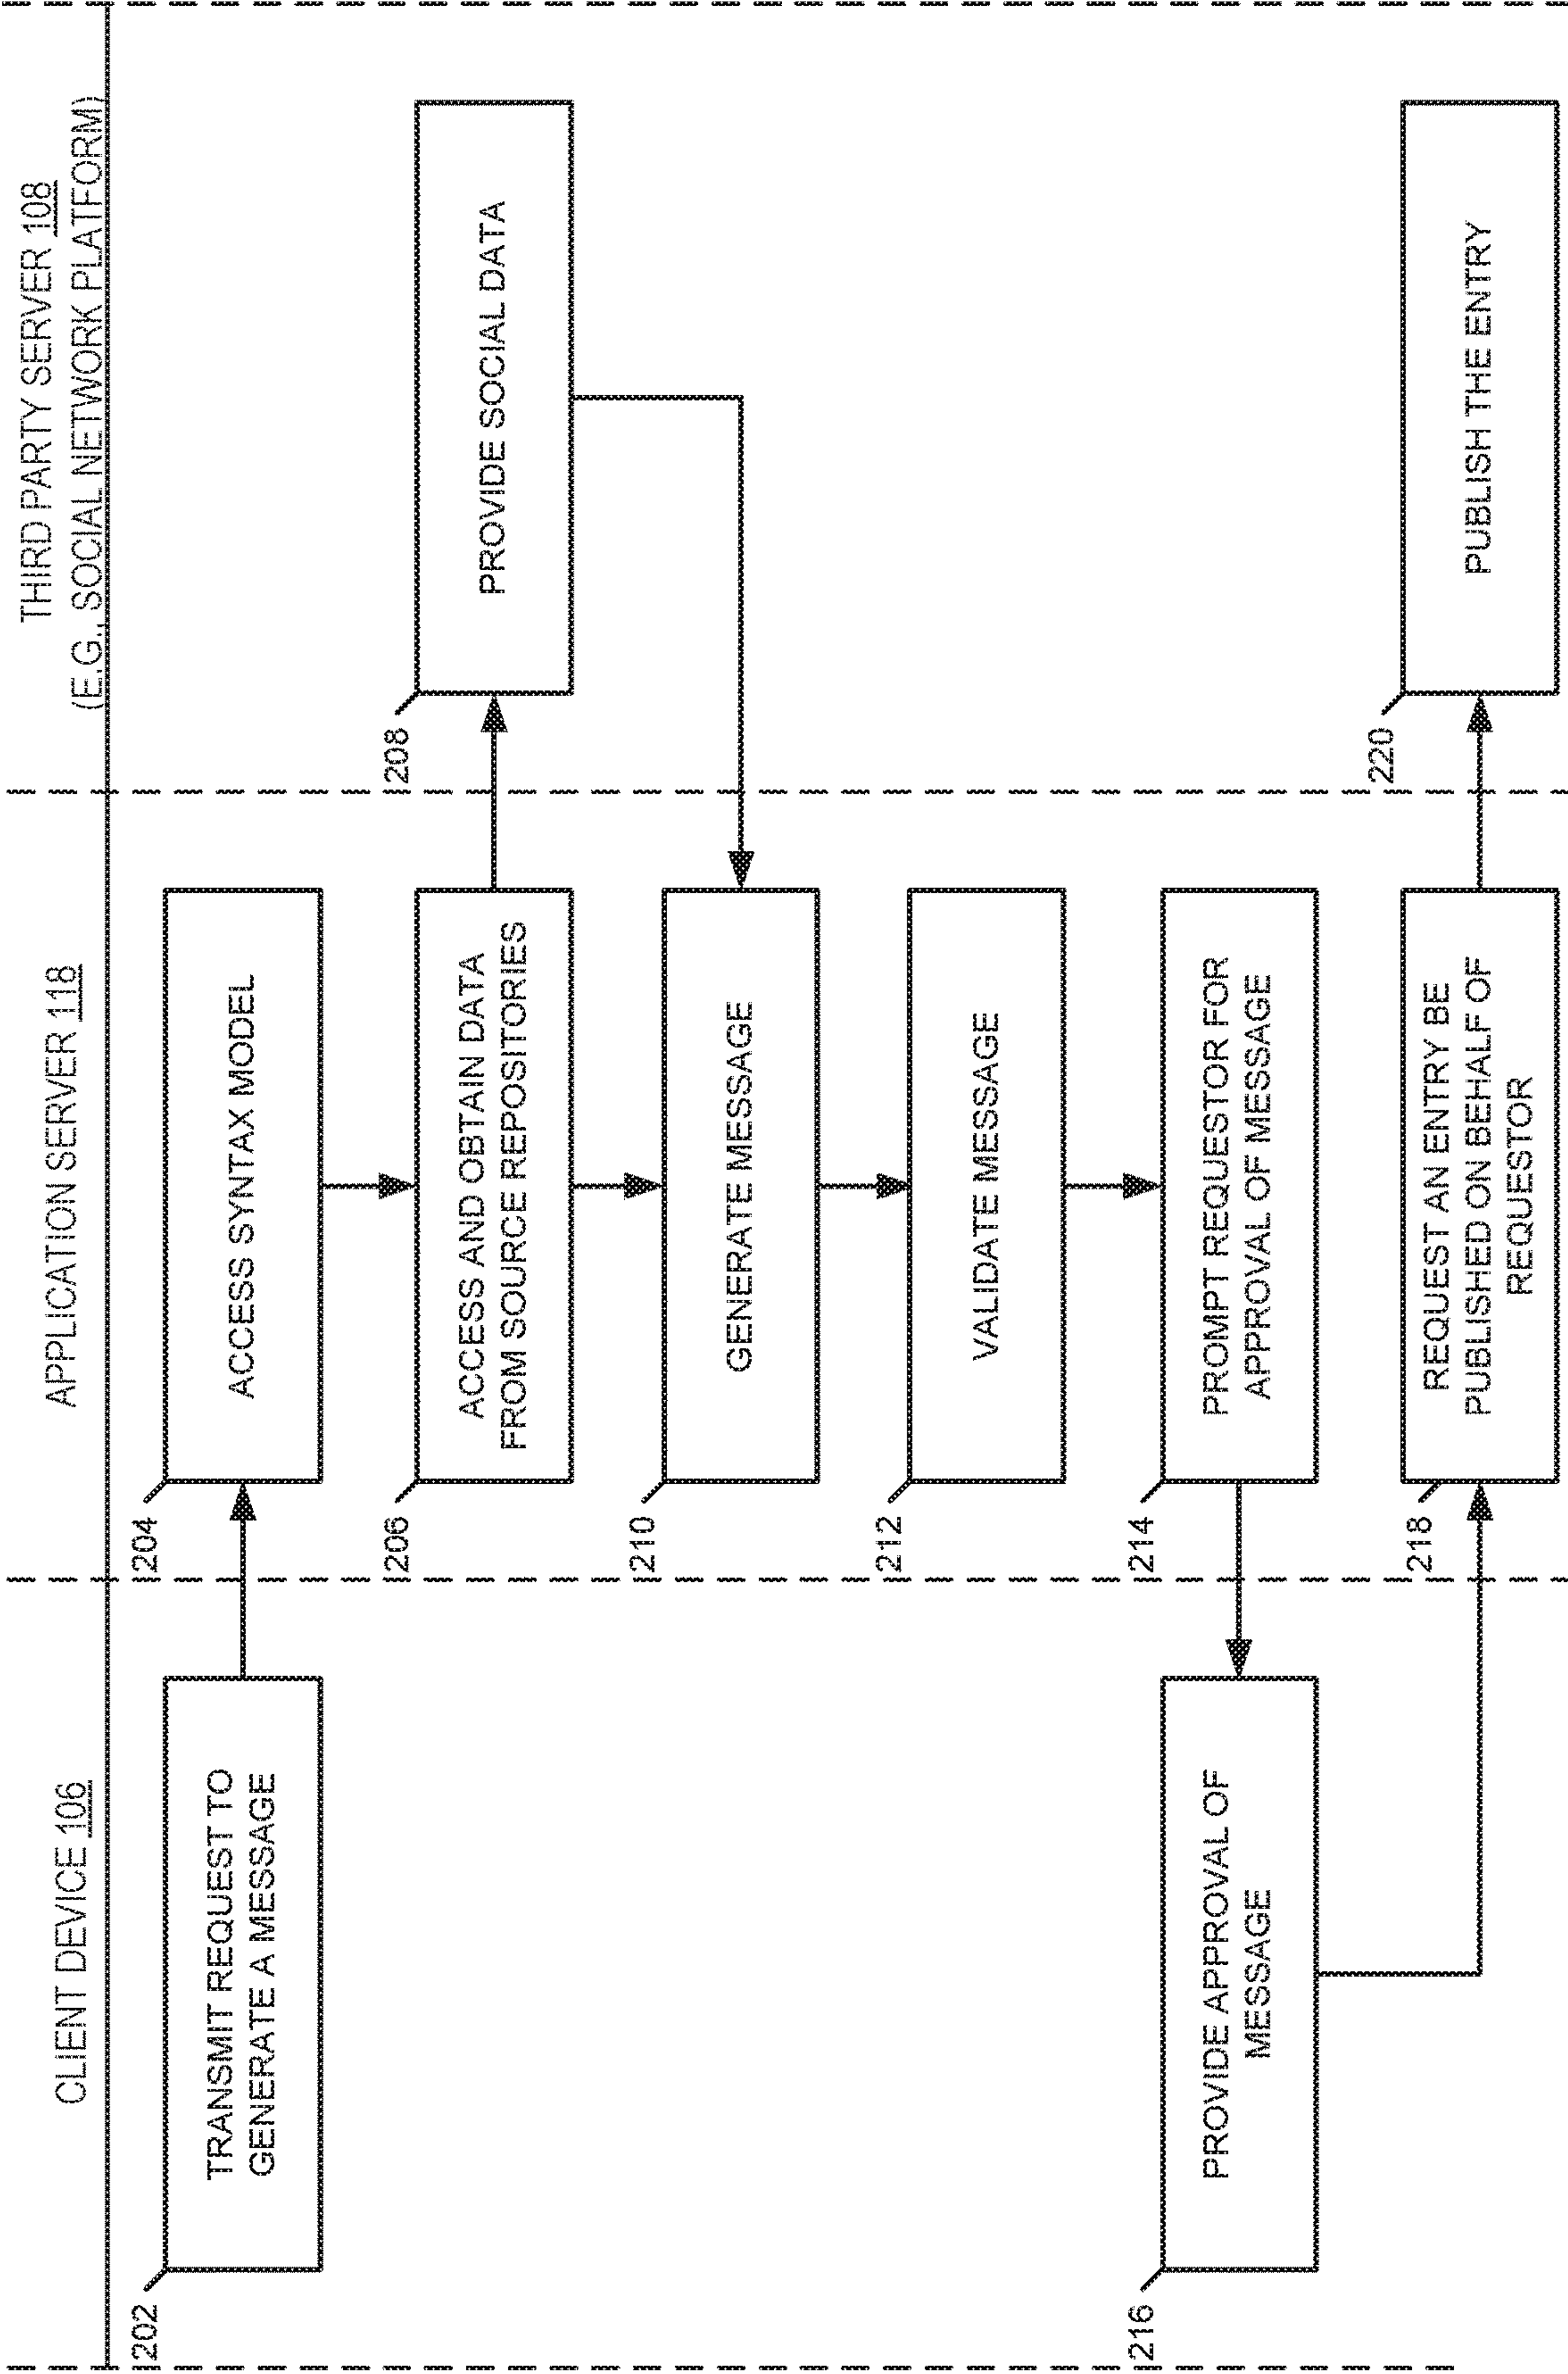 CLIENT DEVICE 106
APPLICATION SERVER 118
THIRD PARTY SERVER 108
(E.G., SOCIAL NETWORK PLATFORM)
202
TRANSMIT REQUEST TO
GENERATE A MESSAGE
204
ACCESS SYNTAX MODEL
206
ACCESS AND OBTAIN DATA
FROM SOURCE REPOSITORIES
208
PROVIDE SOCIAL DATA
210
GENERATE MESSAGE
212
VALIDATE MESSAGE
214
PROMPT REQUESTOR FOR
APPROVAL OF MESSAGE
216
PROVIDE APPROVAL OF
MESSAGE
218
REQUEST AN ENTRY BE
PUBLISHED ON BEHALF OF
REQUESTOR
220
PUBLISH THE ENTRY